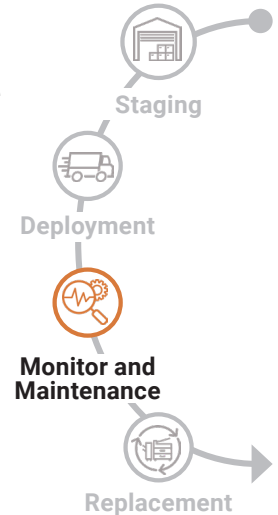 Staging
Deployment
Monitor and
Maintenance
Replacement